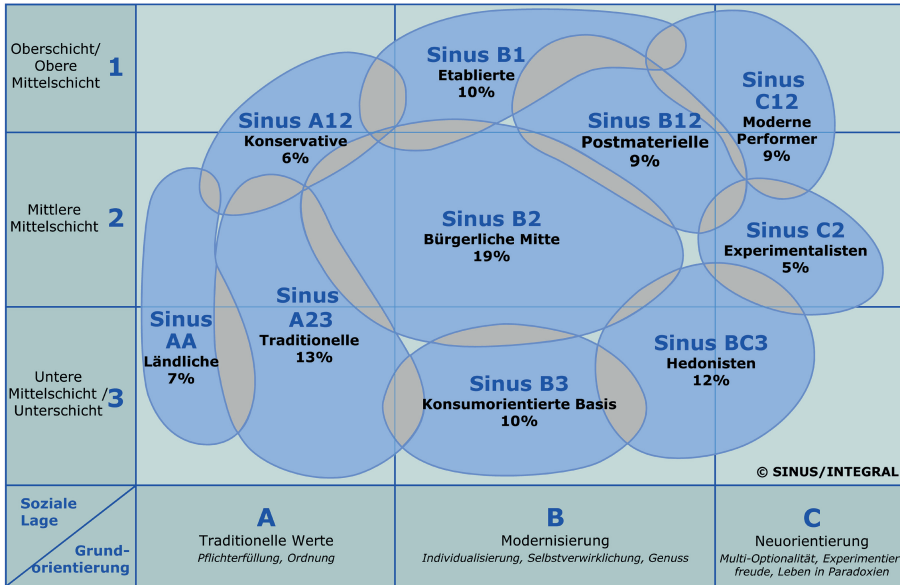 Oberschicht/
Obere
Mittelschicht
1
Mittlere
Mittelschicht
2
Untere
Mittelschicht /
Unterschicht
3
Sinus B1
Etablierte
10%
Sinus A12
Konservative
6%
Sinus B12
Postmaterielle
9%
Sinus
C12
Moderne
Performer
9%
Sinus B2
Bürgerliche Mitte
19%
Sinus C2
Experimentalisten
5%
Sinus
AA
Ländliche
7%
Sinus
A23
Traditionelle
13%
Sinus B3
Konsumorientierte Basis
10%
Sinus BC3
Hedonisten
12%
© SINUS/INTEGRAL
Soziale
Lage
Grund-
orientierung
A
Traditionelle Werte
Pflichterfüllung, Ordnung
B
Modernisierung
Individualisierung, Selbstverwirklichung, Genuss
C
Neuorientierung
Multi-Optionalität, Experimentier-
freude, Leben in Paradoxien